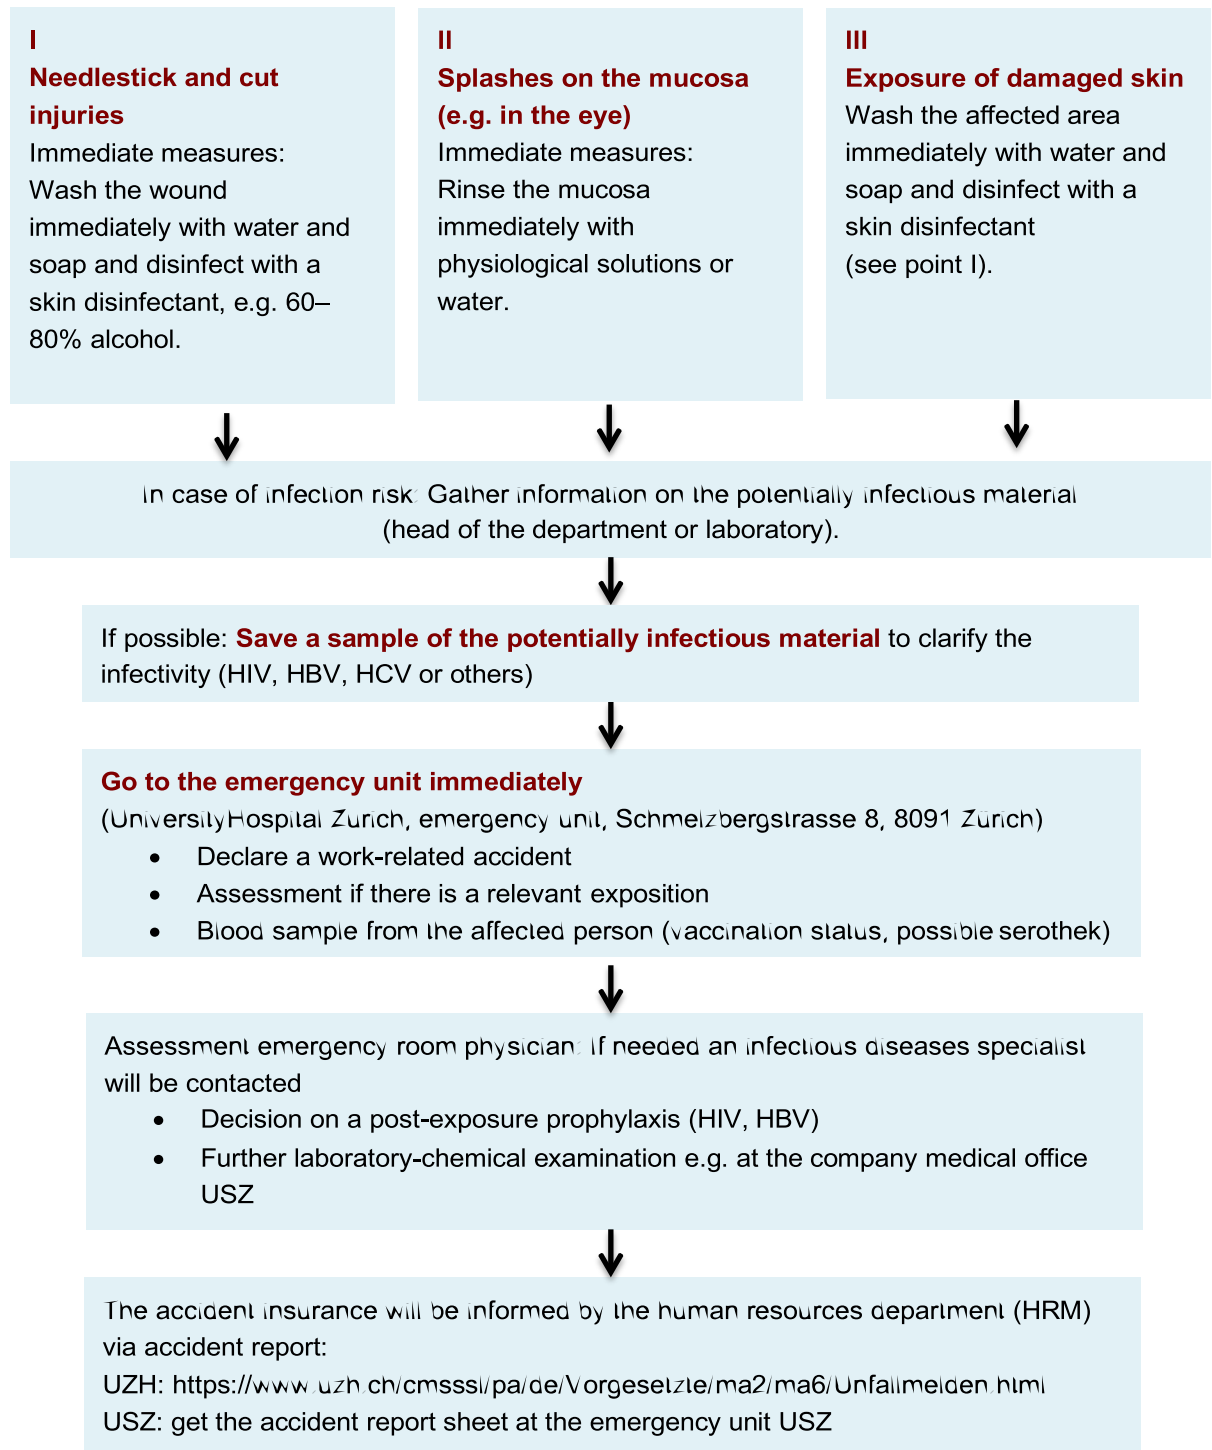 I
Needlestick and cut
injuries
Immediate measures:
Wash the wound
immediately with water and
soap and disinfect with a
skin disinfectant, e.g. 60–
80% alcohol.
II
Splashes on the mucosa
(e.g. in the eye)
Immediate measures:
Rinse the mucosa
immediately with
physiological solutions or
water.
III
Exposure of damaged skin
Wash the affected area
immediately with water and
soap and disinfect with a
skin disinfectant
(see point I).
In case of infection risk: Gather information on the potentially infectious material
(head of the department or laboratory).
If possible: Save a sample of the potentially infectious material to clarify the
infectivity (HIV, HBV, HCV or others)
Go to the emergency unit immediately
(UniversityHospital Zurich, emergency unit, Schmelzbergstrasse 8, 8091 Zürich)
• Declare a work-related accident
• Assessment if there is a relevant exposition
• Blood sample from the affected person (vaccination status, possible serothek)
Assessment emergency room physician: If needed an infectious diseases specialist
will be contacted
• Decision on a post-exposure prophylaxis (HIV, HBV)
• Further laboratory-chemical examination e.g. at the company medical office
USZ
The accident insurance will be informed by the human resources department (HRM)
via accident report:
UZH: https://www.uzh.ch/cmsssl/pa/de/Vorgesetzte/ma2/ma6/Unfallmelden.html
USZ: get the accident report sheet at the emergency unit USZ